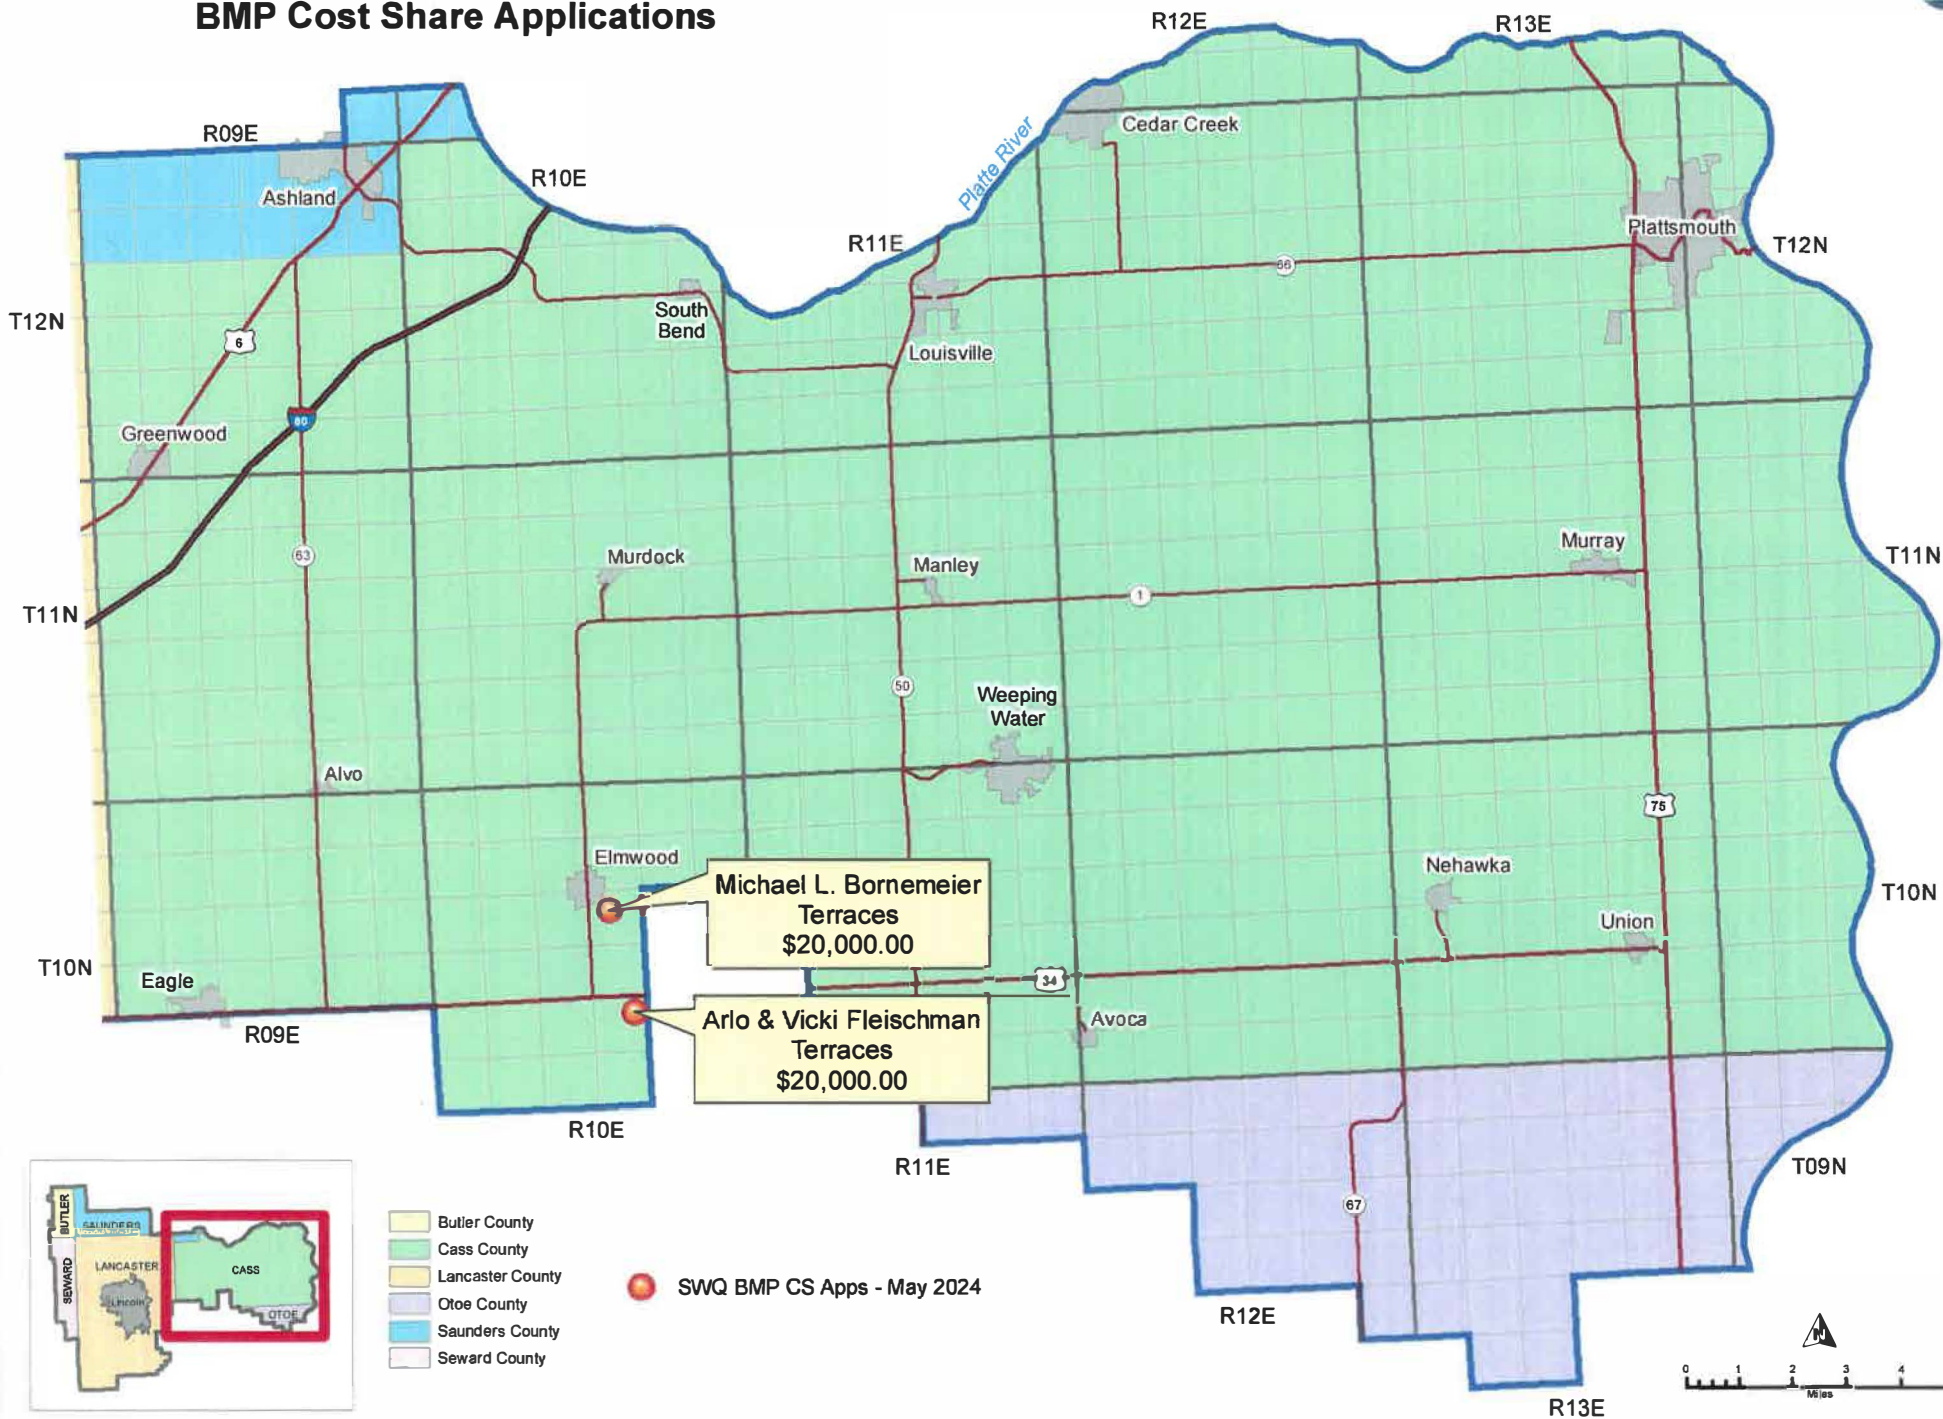 BMP Cost Share Applications
R12E
R13E
R09E
Cedar Creek
Platte River
Ashland
R10E
R11E
Plattsmouth
T12N
66
T12N
South
Bend
6
Louisville
80
Greenwood
63
Murdock
Manley
Murray
T11N
1
T11N
50
Weeping
Water
Alvo
75
Elmwood
Nehawka
Michael L. Bornemeier
Terraces
$20,000.00
T10N
Union
T10N
Eagle
34
R09E
Arlo & Vicki Fleischman
Terraces
$20,000.00
Avoca
R10E
R11E
T09N
67
BUTLER
SAUNDERS
SEWARD
LANCASTER
Lincoln
CASS
OTOE
Butler County
Cass County
Lancaster County
Otoe County
Saunders County
Seward County
SWQ BMP CS Apps - May 2024
R12E
N
0 1 2 3 4
Miles
R13E